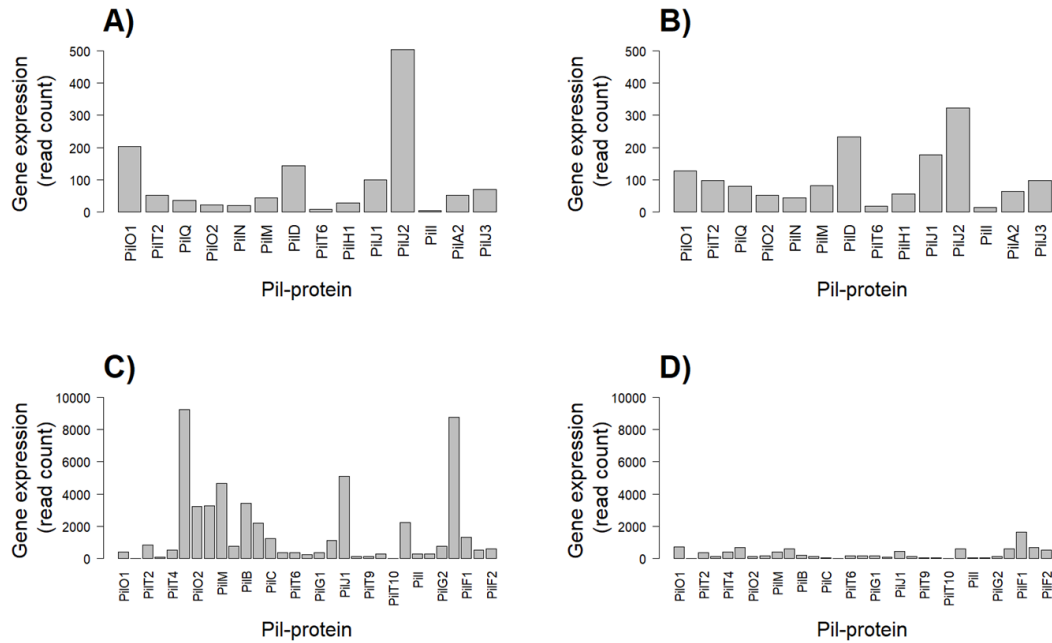 A)
Gene expression
(read count)
500
400
300
200
100
0
PilO1
PilT2
PilQ
PilO2
PilN
PilM
PilD
PilT6
PilH1
PilJ1
PilJ2
PilI
PilA2
PilJ3
Pil-protein
B)
Gene expression
(read count)
500
400
300
200
100
0
PilO1
PilT2
PilQ
PilO2
PilN
PilM
PilD
PilT6
PilH1
PilJ1
PilJ2
PilI
PilA2
PilJ3
Pil-protein
C)
Gene expression
(read count)
10000
8000
6000
4000
2000
0
PilO1
PilT2
PilT4
PilO2
PilM
PilB
PilC
PilT6
PilG1
PilJ1
PilT9
PilT10
PilI
PilG2
PilF1
PilF2
Pil-protein
D)
Gene expression
(read count)
10000
8000
6000
4000
2000
0
PilO1
PilT2
PilT4
PilO2
PilM
PilB
PilC
PilT6
PilG1
PilJ1
PilT9
PilT10
PilI
PilG2
PilF1
PilF2
Pil-protein